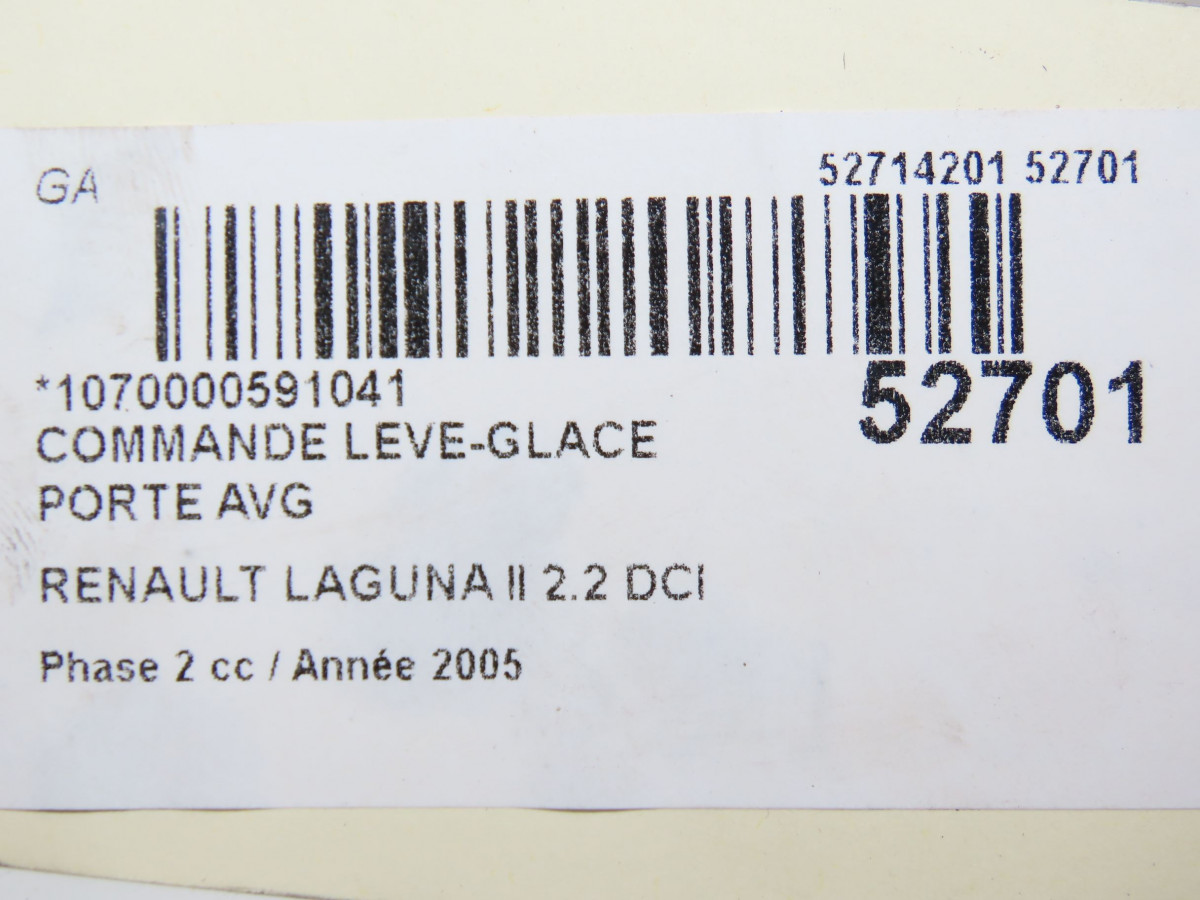 GA
52714201 52701
*1070000591041
52701
COMMANDE LEVE-GLACE
PORTE AVG
RENAULT LAGUNA II 2.2 DCI
Phase 2 cc / Année 2005